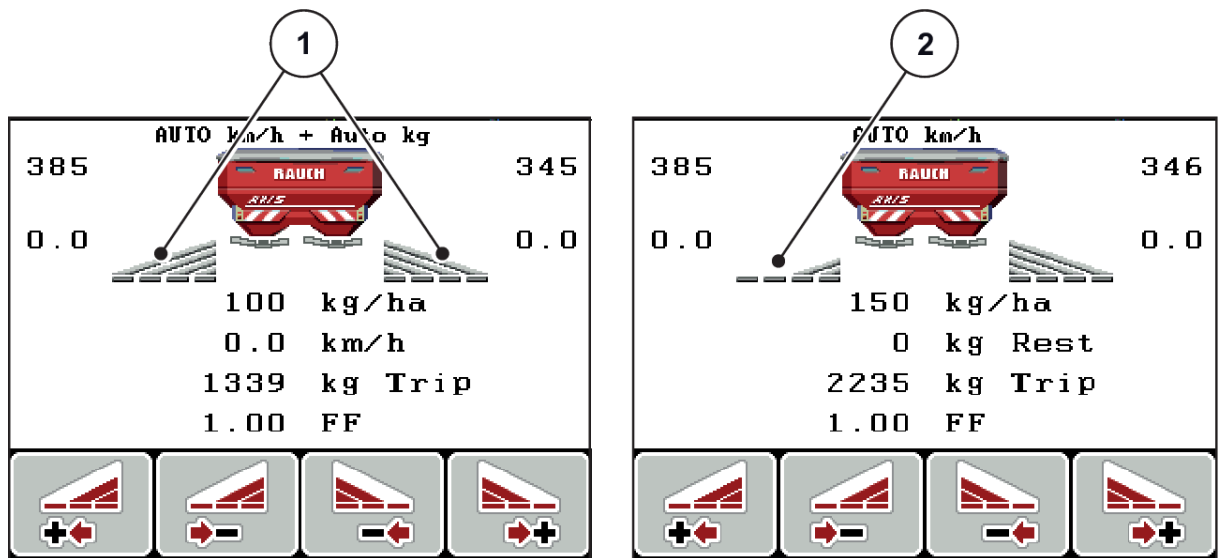 1
AUTO km/h + Auto kg
385
345
RAUCH
AXIS
0.0
0.0
100 kg/ha
0.0 km/h
1339 kg Trip
1.00 FF
2
AUTO km/h
385
346
RAUCH
AXIS
0.0
0.0
150 kg/ha
0 kg Rest
2235 kg Trip
1.00 FF